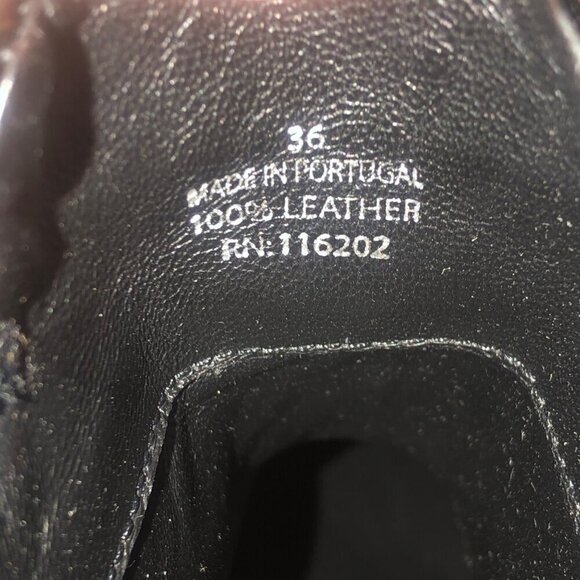 36
MADE IN PORTUGAL
100% LEATHER
RN: 116202